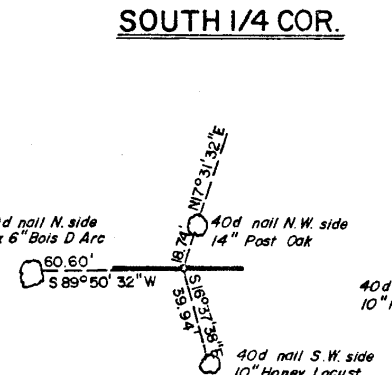 SOUTH 1/4 COR.
N17°31'32"E
d nail N. side
6" Bois D Arc
40d nail N.W. side
14" Post Oak
18.74'
60.60'
S 89°50' 32"W
S 16°37'38"E
39.94'
40d
10"
40d nail S.W. side
10" Honey Locust